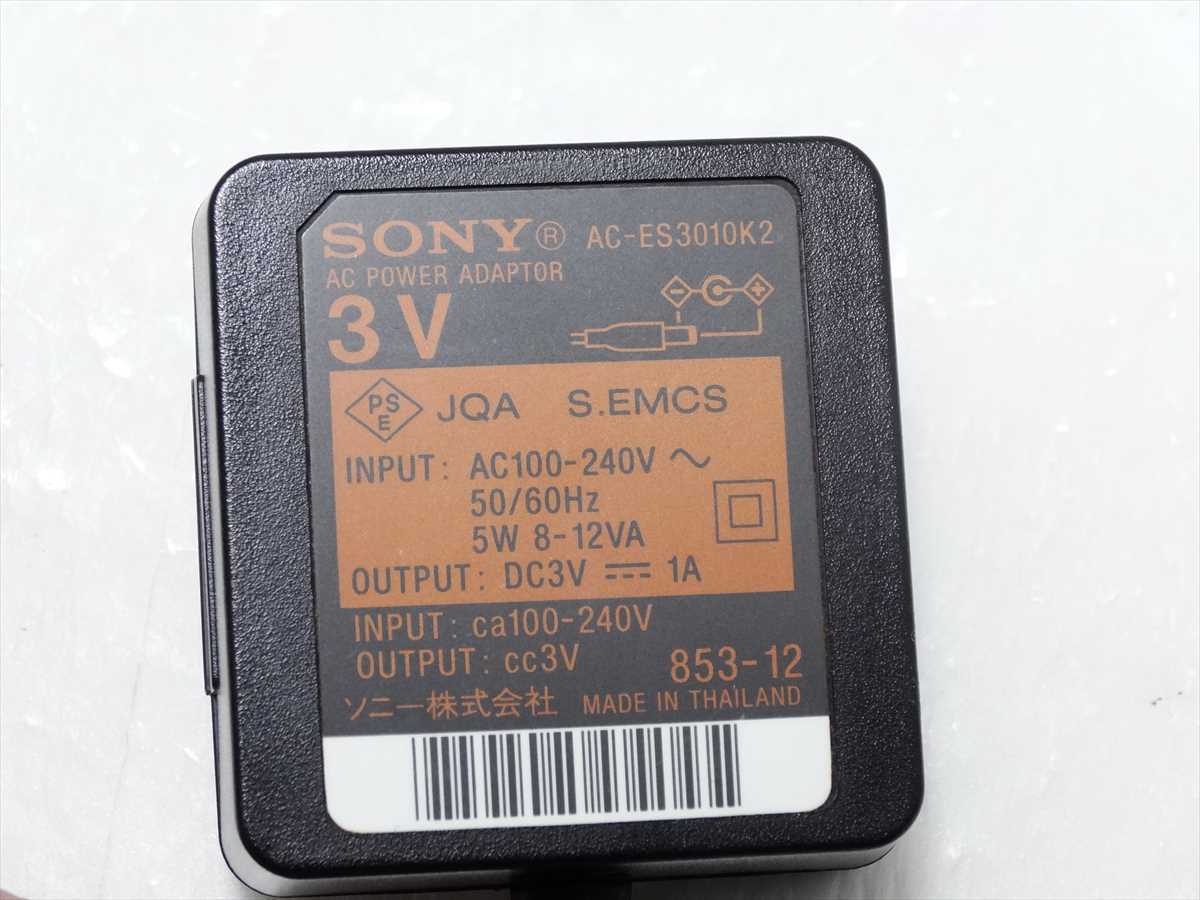 SONY® AC-ES3010K2
AC POWER ADAPTOR
3V
PSE JQA S.EMCS
INPUT: AC100-240V ~
50/60Hz
5W 8-12VA
OUTPUT: DC3V ⎓ 1A
INPUT: ca100-240V
OUTPUT: cc3V 853-12
ソニー株式会社 MADE IN THAILAND